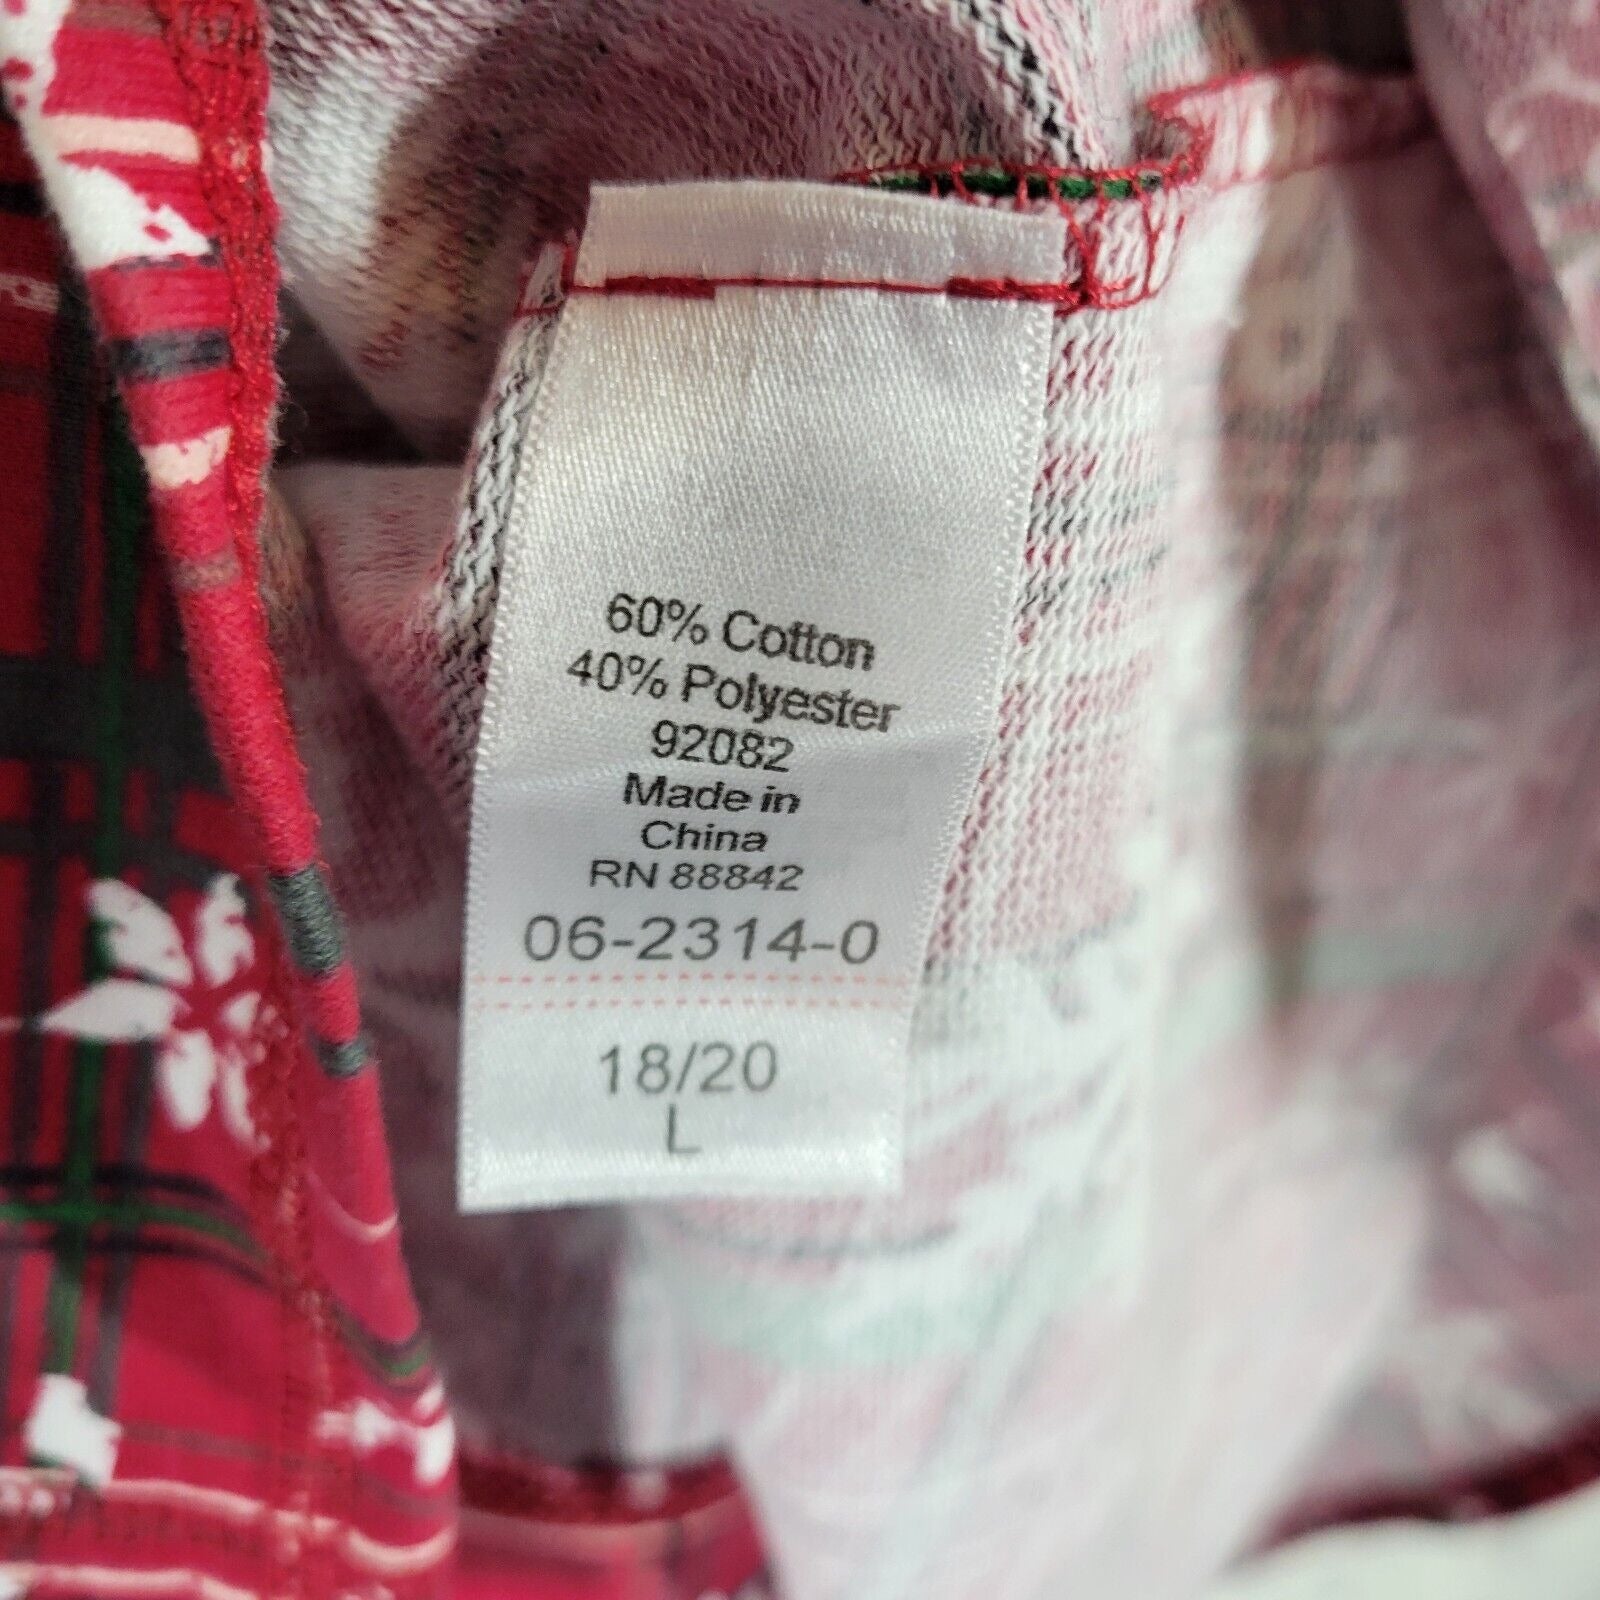 60% Cotton
40% Polyester
92082
Made in
China
RN 88842
06-2314-0
18/20
L